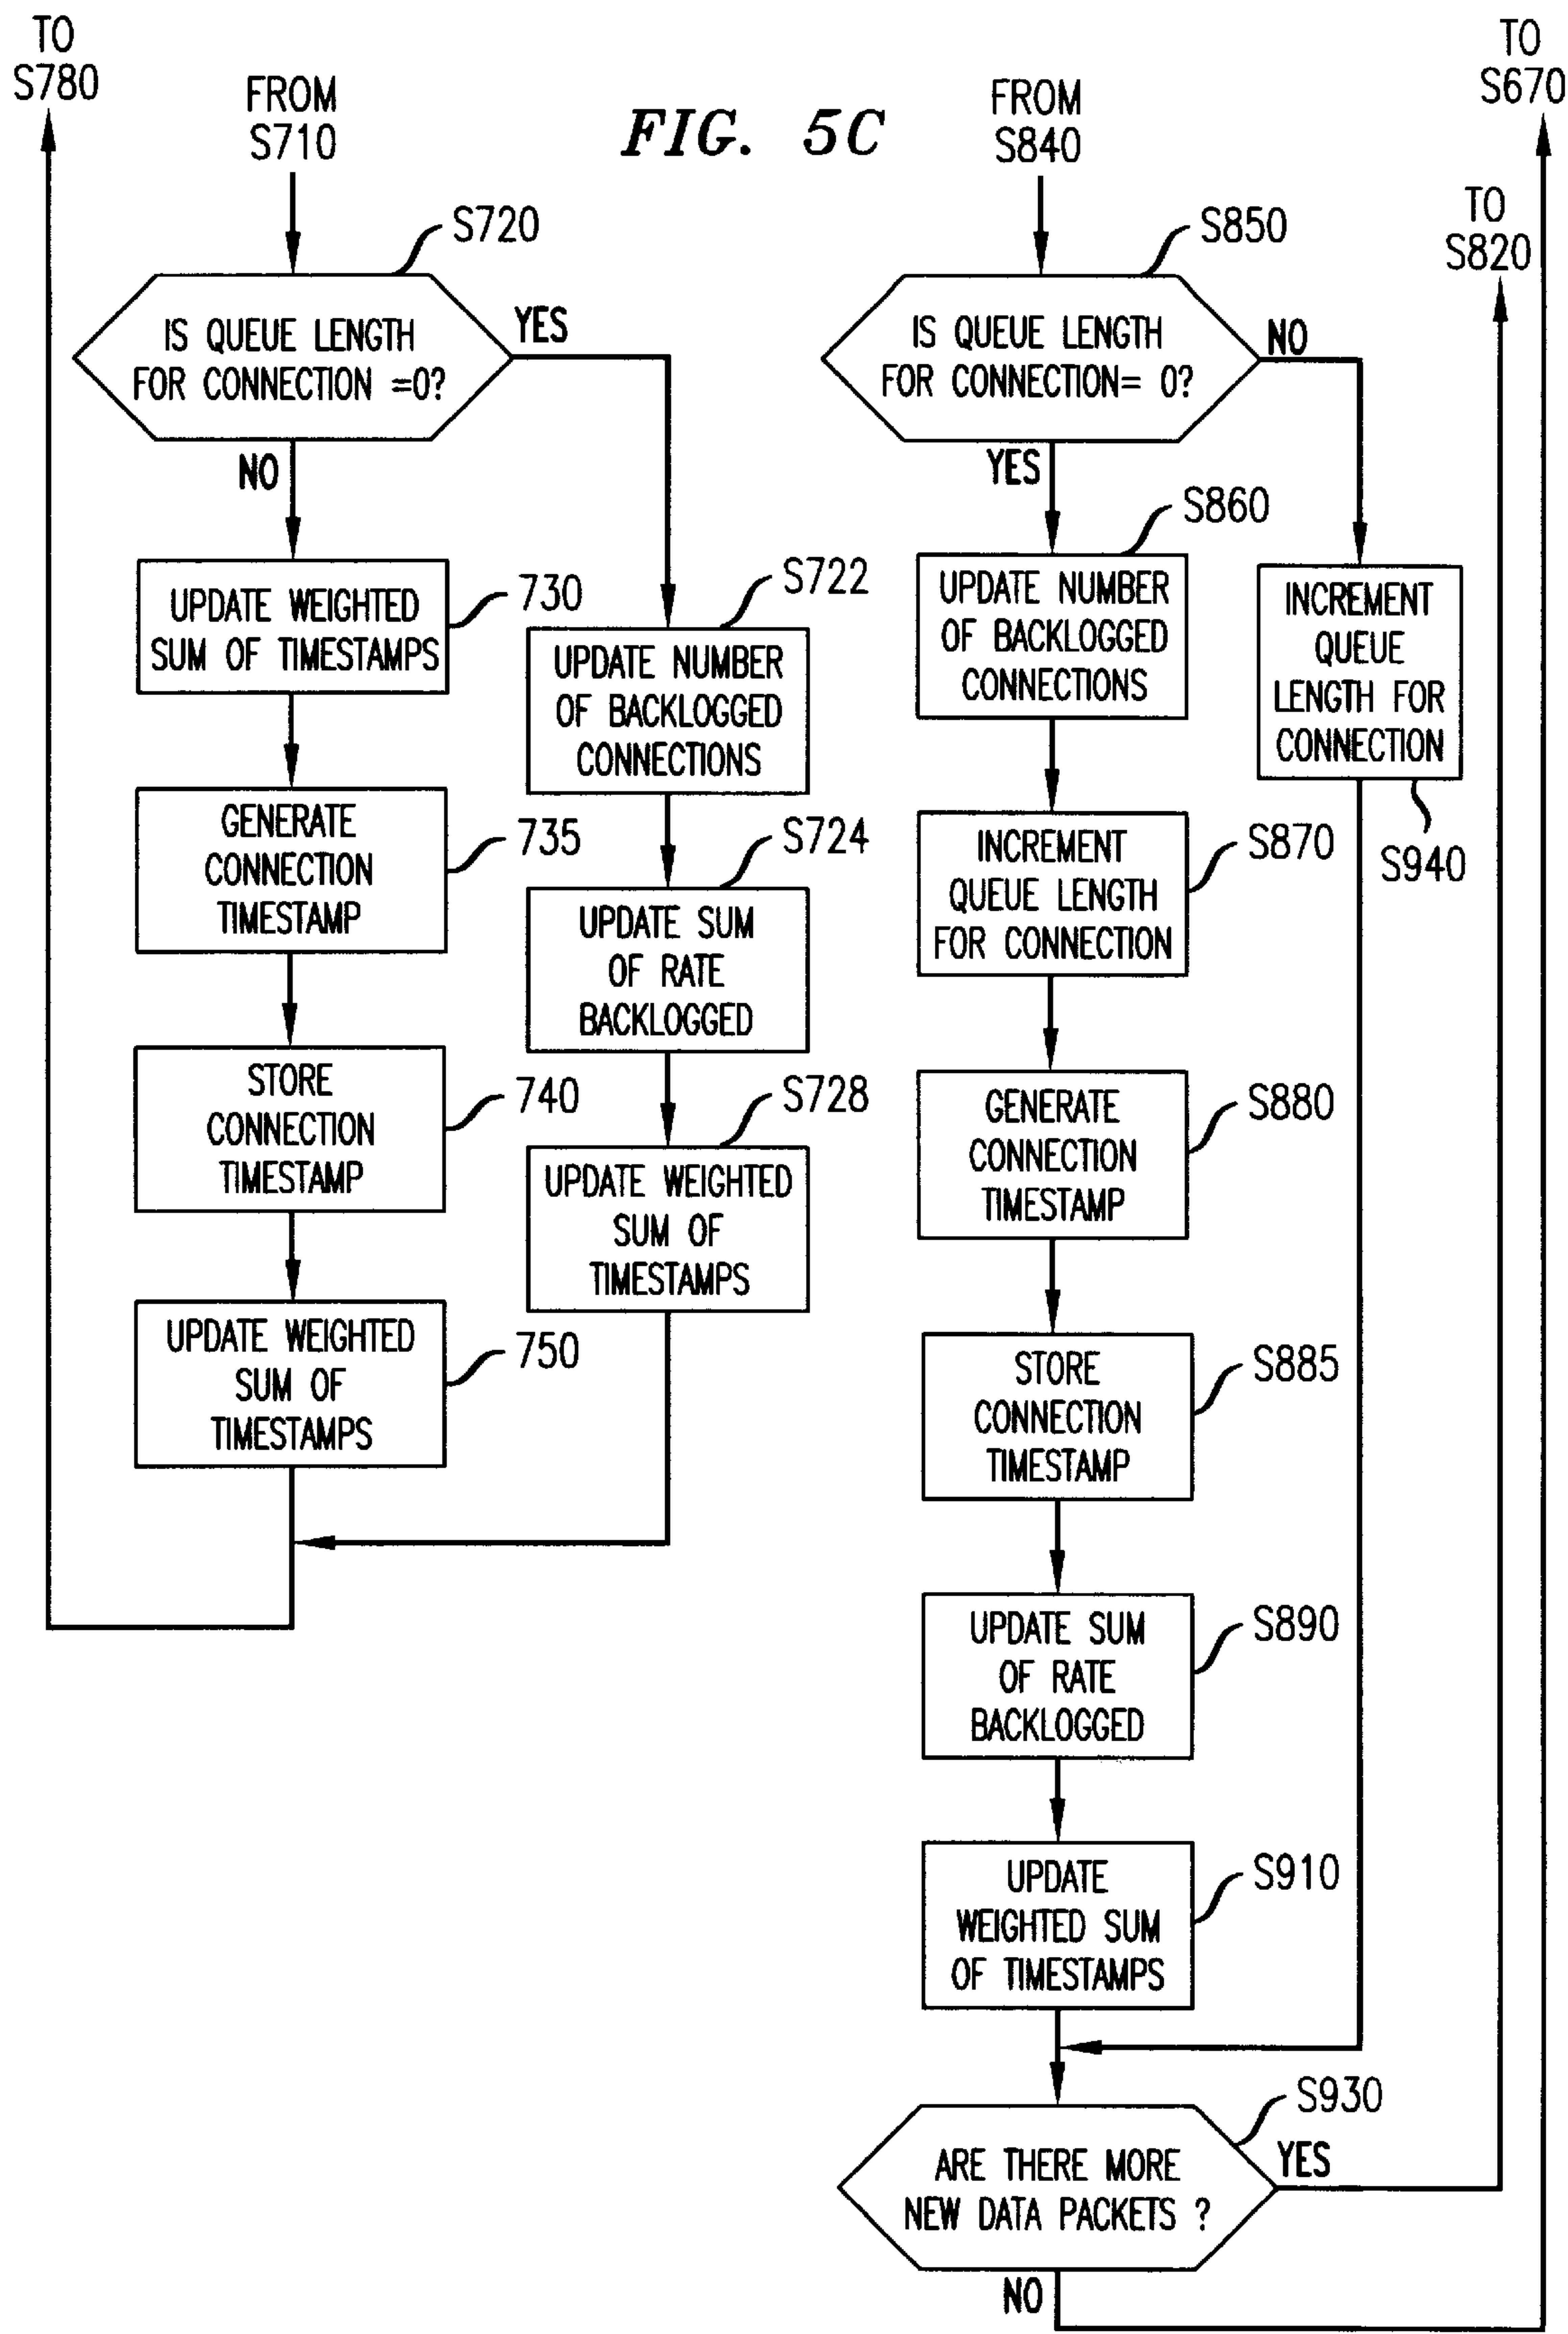 TO
S780
FROM
S710
FIG. 5C
FROM
S840
TO
S670
TO
S820
S720
IS QUEUE LENGTH
FOR CONNECTION =0?
YES
NO
730
UPDATE WEIGHTED
SUM OF TIMESTAMPS
S722
UPDATE NUMBER
OF BACKLOGGED
CONNECTIONS
735
GENERATE
CONNECTION
TIMESTAMP
S724
UPDATE SUM
OF RATE
BACKLOGGED
740
STORE
CONNECTION
TIMESTAMP
S728
UPDATE WEIGHTED
SUM OF
TIMESTAMPS
750
UPDATE WEIGHTED
SUM OF
TIMESTAMPS
S850
IS QUEUE LENGTH
FOR CONNECTION= 0?
NO
YES
S860
UPDATE NUMBER
OF BACKLOGGED
CONNECTIONS
INCREMENT
QUEUE
LENGTH FOR
CONNECTION
S940
S870
INCREMENT
QUEUE LENGTH
FOR CONNECTION
S880
GENERATE
CONNECTION
TIMESTAMP
S885
STORE
CONNECTION
TIMESTAMP
S890
UPDATE SUM
OF RATE
BACKLOGGED
S910
UPDATE
WEIGHTED SUM
OF TIMESTAMPS
S930
ARE THERE MORE
NEW DATA PACKETS ?
YES
NO